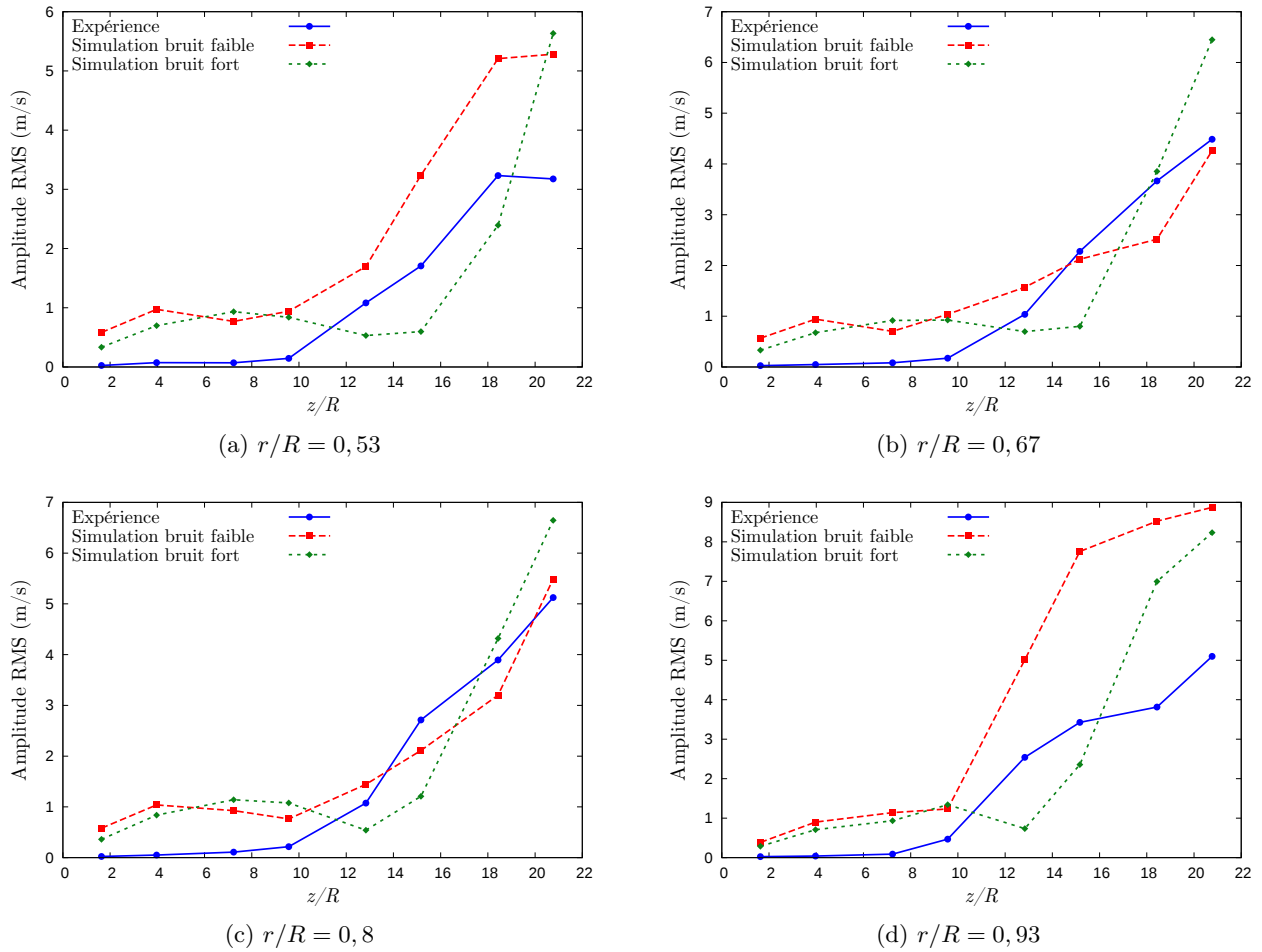 Expérience
Simulation bruit faible
Simulation bruit fort
Amplitude RMS (m/s)
6
5
4
3
2
1
0
0 2 4 6 8 10 12 14 16 18 20 22
z/R
(a) r/R = 0, 53
Expérience
Simulation bruit faible
Simulation bruit fort
Amplitude RMS (m/s)
7
6
5
4
3
2
1
0
0 2 4 6 8 10 12 14 16 18 20 22
z/R
(b) r/R = 0, 67
Expérience
Simulation bruit faible
Simulation bruit fort
Amplitude RMS (m/s)
7
6
5
4
3
2
1
0
0 2 4 6 8 10 12 14 16 18 20 22
z/R
(c) r/R = 0, 8
Expérience
Simulation bruit faible
Simulation bruit fort
Amplitude RMS (m/s)
9
8
7
6
5
4
3
2
1
0
0 2 4 6 8 10 12 14 16 18 20 22
z/R
(d) r/R = 0, 93